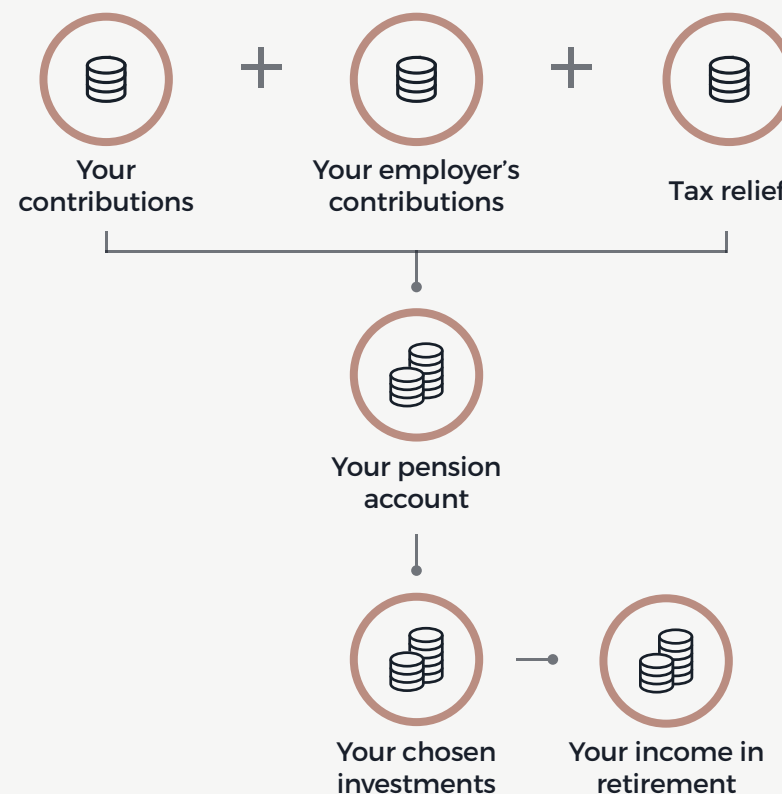 Your
contributions
Your employer’s
contributions
Tax relief
Your pension
account
Your chosen
investments
Your income in
retirement